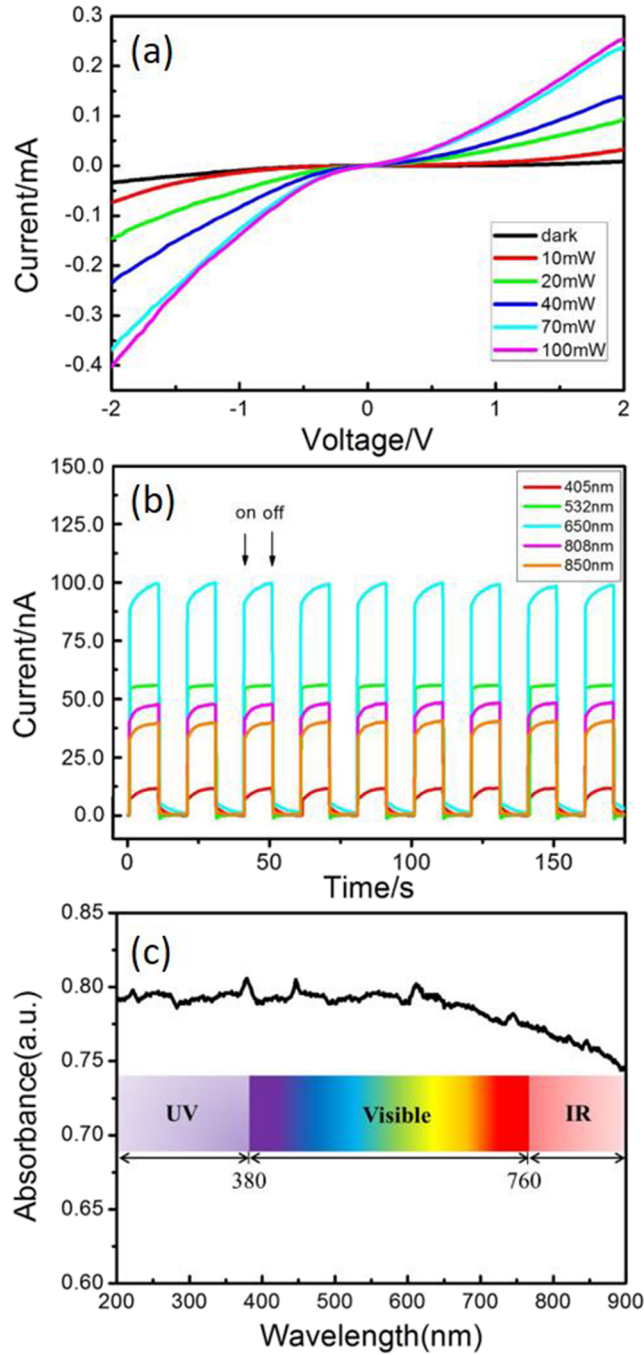 (a)
0.3
0.2
0.1
0.0
-0.1
-0.2
-0.3
-0.4
Current/mA
dark
10mW
20mW
40mW
70mW
100mW
-2 -1 0 1 2
Voltage/V
(b)
150.0
125.0
100.0
75.0
50.0
25.0
0.0
Current/nA
on off
405nm
532nm
650nm
808nm
850nm
0 50 100 150
Time/s
(c)
0.85
0.80
0.75
0.70
0.65
0.60
Absorbance(a.u.)
UV Visible IR
380 760
200 300 400 500 600 700 800 900
Wavelength(nm)